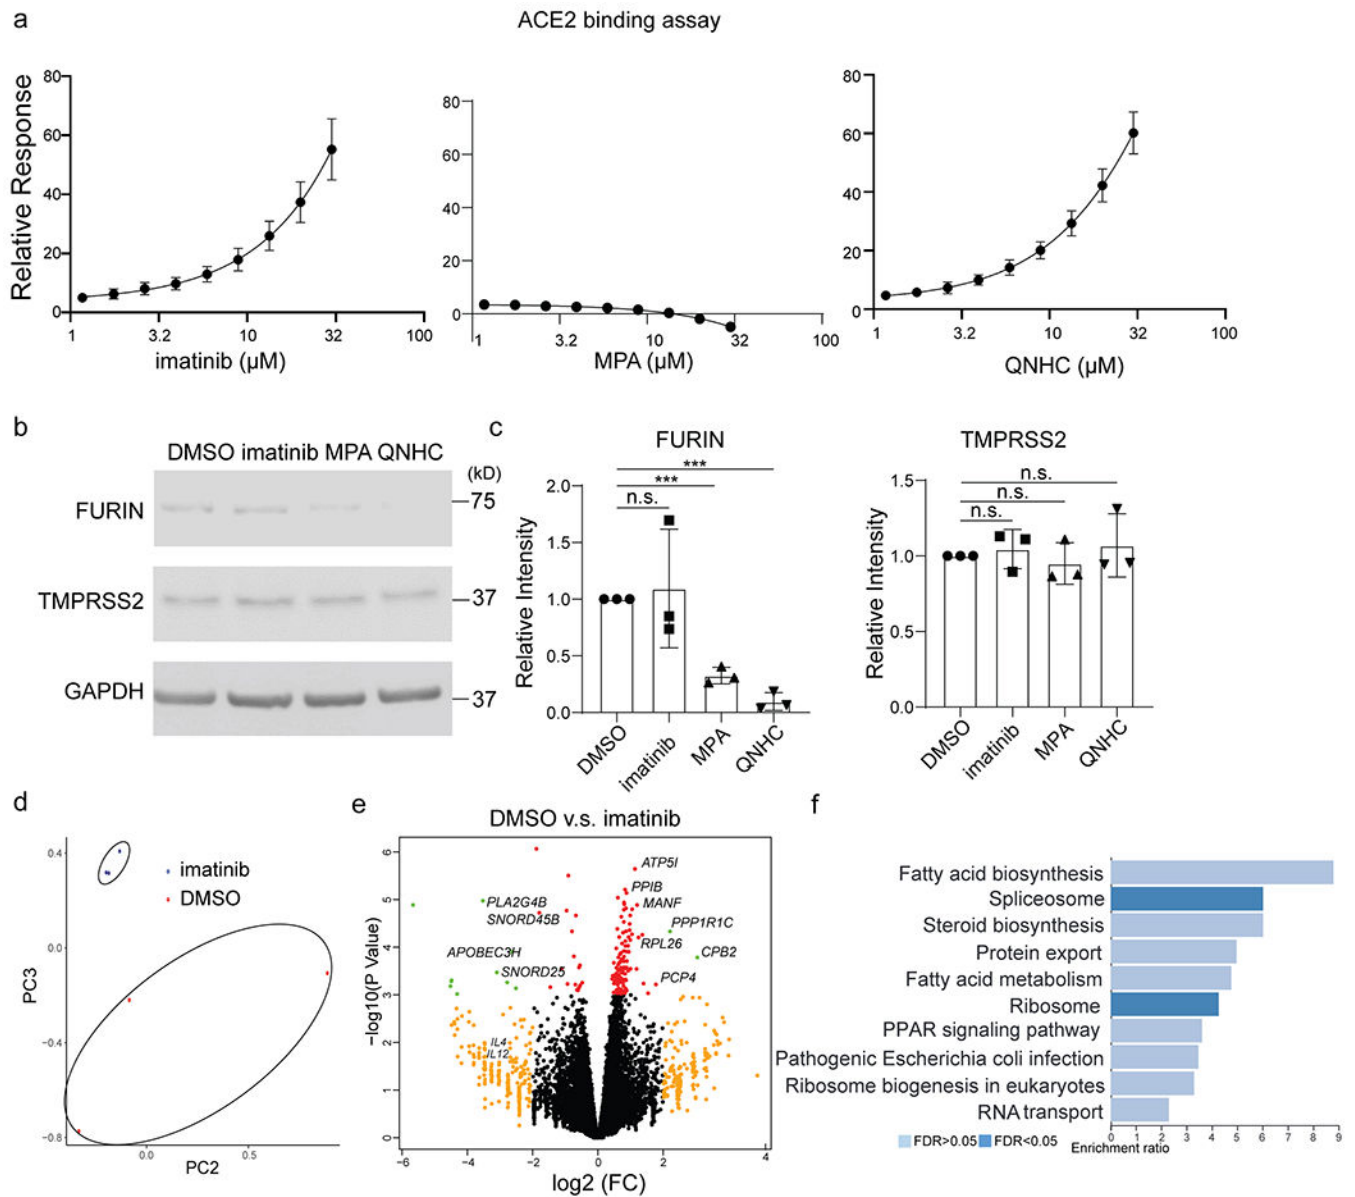 a
ACE2 binding assay
Relative Response
80
60
40
20
0
1
3.2
10
32
100
imatinib (µM)
80
60
40
20
0
1
3.2
10
32
100
MPA (µM)
80
60
40
20
0
1
3.2
10
32
100
QNHC (µM)
b
DMSO imatinib MPA QNHC
(kD)
FURIN
75
TMPRSS2
37
GAPDH
37
c
FURIN
***
***
n.s.
Relative Intensity
2.0
1.5
1.0
0.5
0.0
DMSO
imatinib
MPA
QNHC
TMPRSS2
n.s.
n.s.
n.s.
Relative Intensity
1.5
1.0
0.5
0.0
DMSO
imatinib
MPA
QNHC
d
PC3
0.4
0.0
−0.4
−0.8
imatinib
DMSO
0.0
0.5
PC2
e
DMSO v.s. imatinib
−log10(P Value)
6
5
4
3
2
1
0
ATP5I
PPIB
PLA2G4B
MANF
SNORD45B
PPP1R1C
RPL26
APOBEC3H
CPB2
SNORD25
PCP4
IL4
IL12
−6
−4
−2
0
2
4
log2 (FC)
f
Fatty acid biosynthesis
Spliceosome
Steroid biosynthesis
Protein export
Fatty acid metabolism
Ribosome
PPAR signaling pathway
Pathogenic Escherichia coli infection
Ribosome biogenesis in eukaryotes
RNA transport
0 1 2 3 4 5 6 7 8 9
FDR>0.05 FDR<0.05
Enrichment ratio